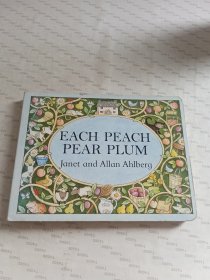 EACH PEACH
PEAR PLUM
Janet and Allan Ahlberg